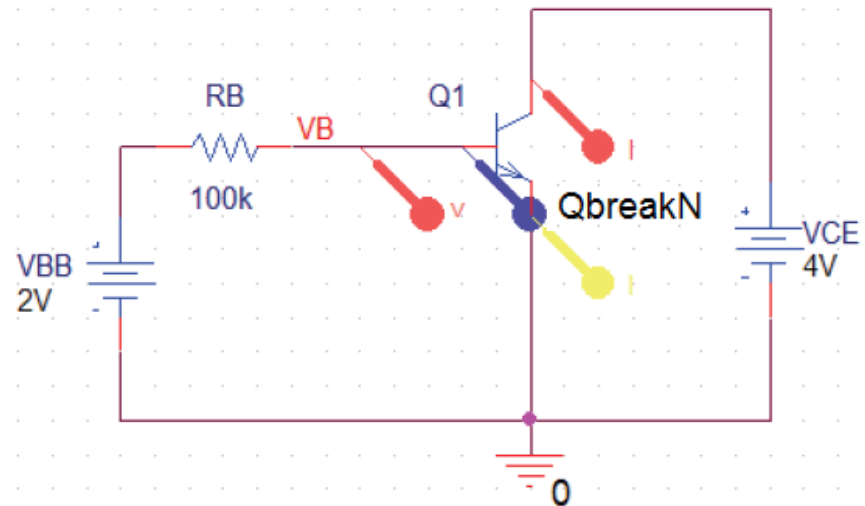 RB
Q1
VB
I
100k
V
QbreakN
VBB
2V
I
+
-
+
-
VCE
4V
0